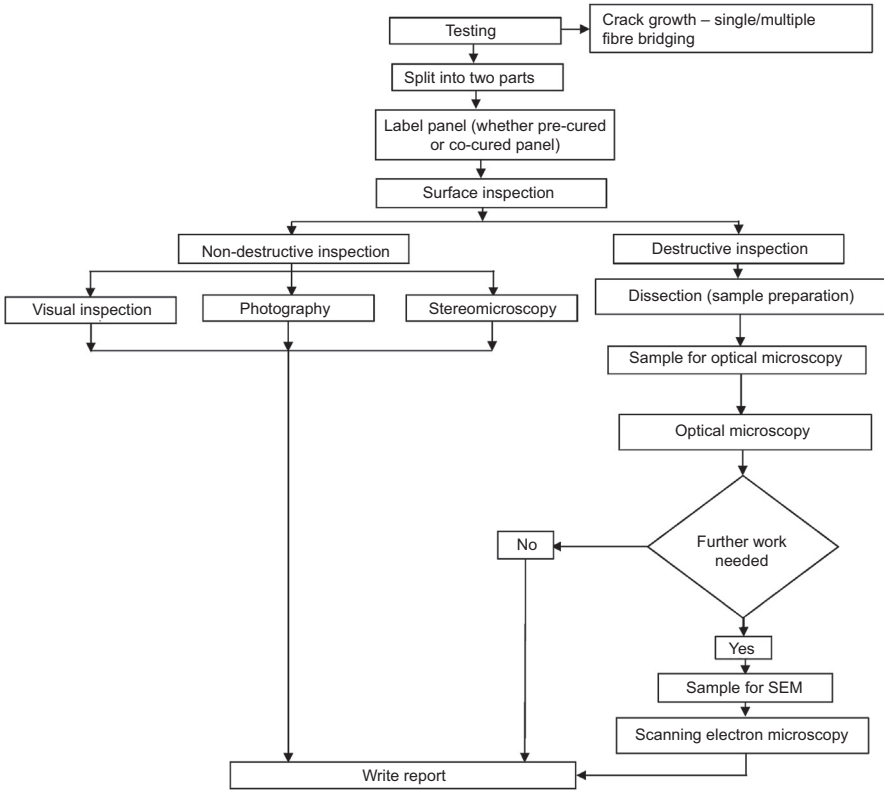 Testing
Crack growth – single/multiple
fibre bridging
Split into two parts
Label panel (whether pre-cured
or co-cured panel)
Surface inspection
Non-destructive inspection
Destructive inspection
Visual inspection
Photography
Stereomicroscopy
Dissection (sample preparation)
Sample for optical microscopy
Optical microscopy
Further work
needed
No
Yes
Sample for SEM
Scanning electron microscopy
Write report